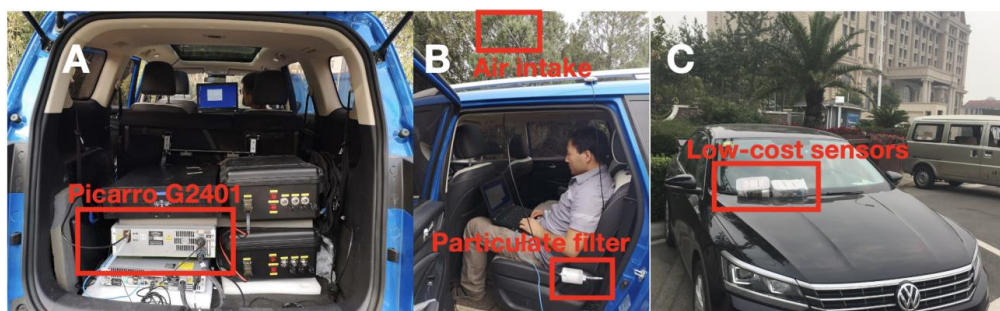 A
Picarro G2401
B
Air intake
Particulate filter
C
Low-cost sensors